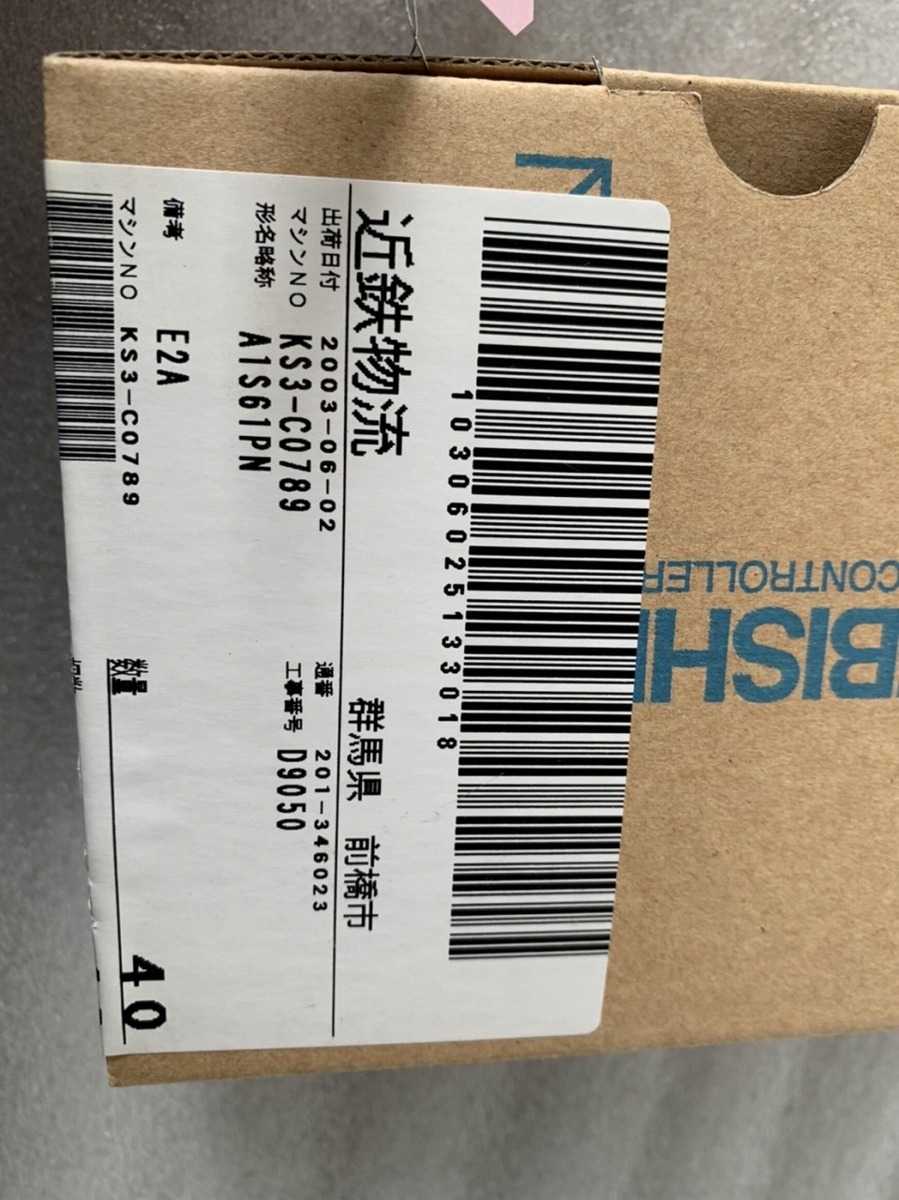 10306025133018
近鉄物流 群馬県 前橋市
出荷日付 2003-06-02 通番 201-346023
マシンNO KS3-C0789 工事番号 D9050
形名略称 A1S61PN
備考 E2A
マシンNO KS3-C0789
数量 40
BISHI
CONTROLLER